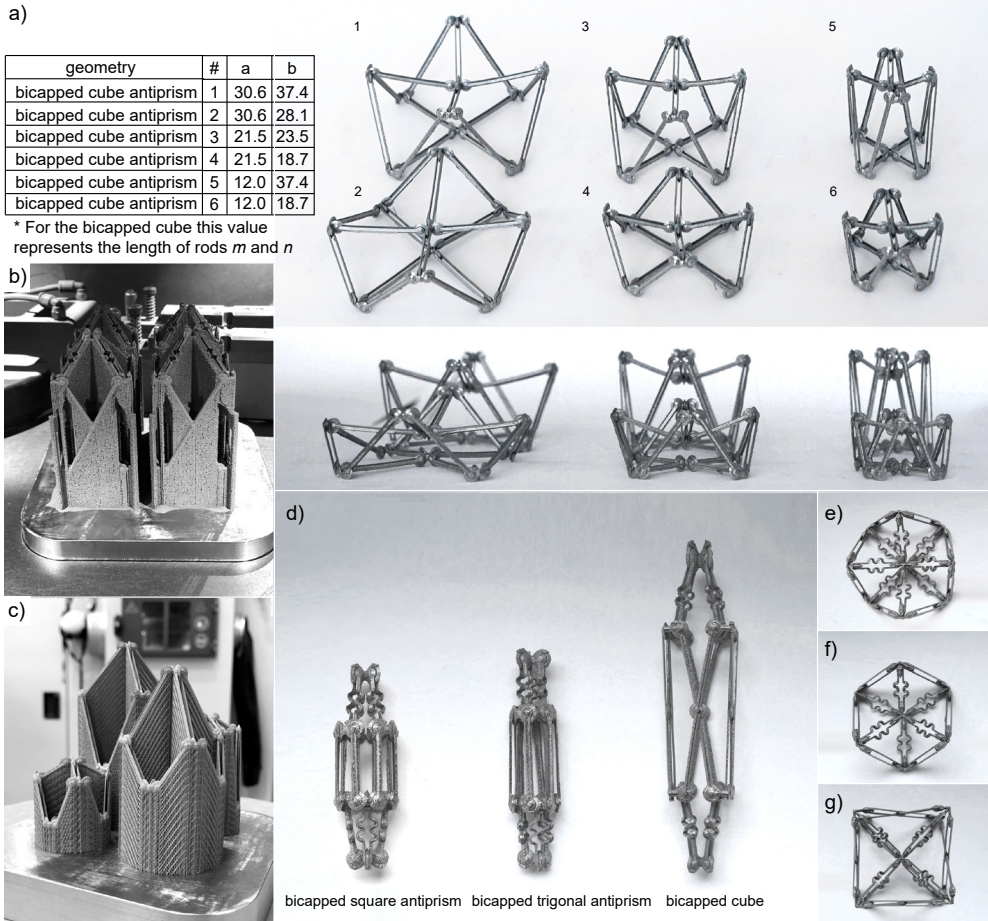 a)
geometry # a b
bicapped cube antiprism 1 30.6 37.4
bicapped cube antiprism 2 30.6 28.1
bicapped cube antiprism 3 21.5 23.5
bicapped cube antiprism 4 21.5 18.7
bicapped cube antiprism 5 12.0 37.4
bicapped cube antiprism 6 12.0 18.7
* For the bicapped cube this value
represents the length of rods m and n
1 3 5
2 4 6
b)
c)
d)
bicapped square antiprism bicapped trigonal antiprism bicapped cube
e)
f)
g)